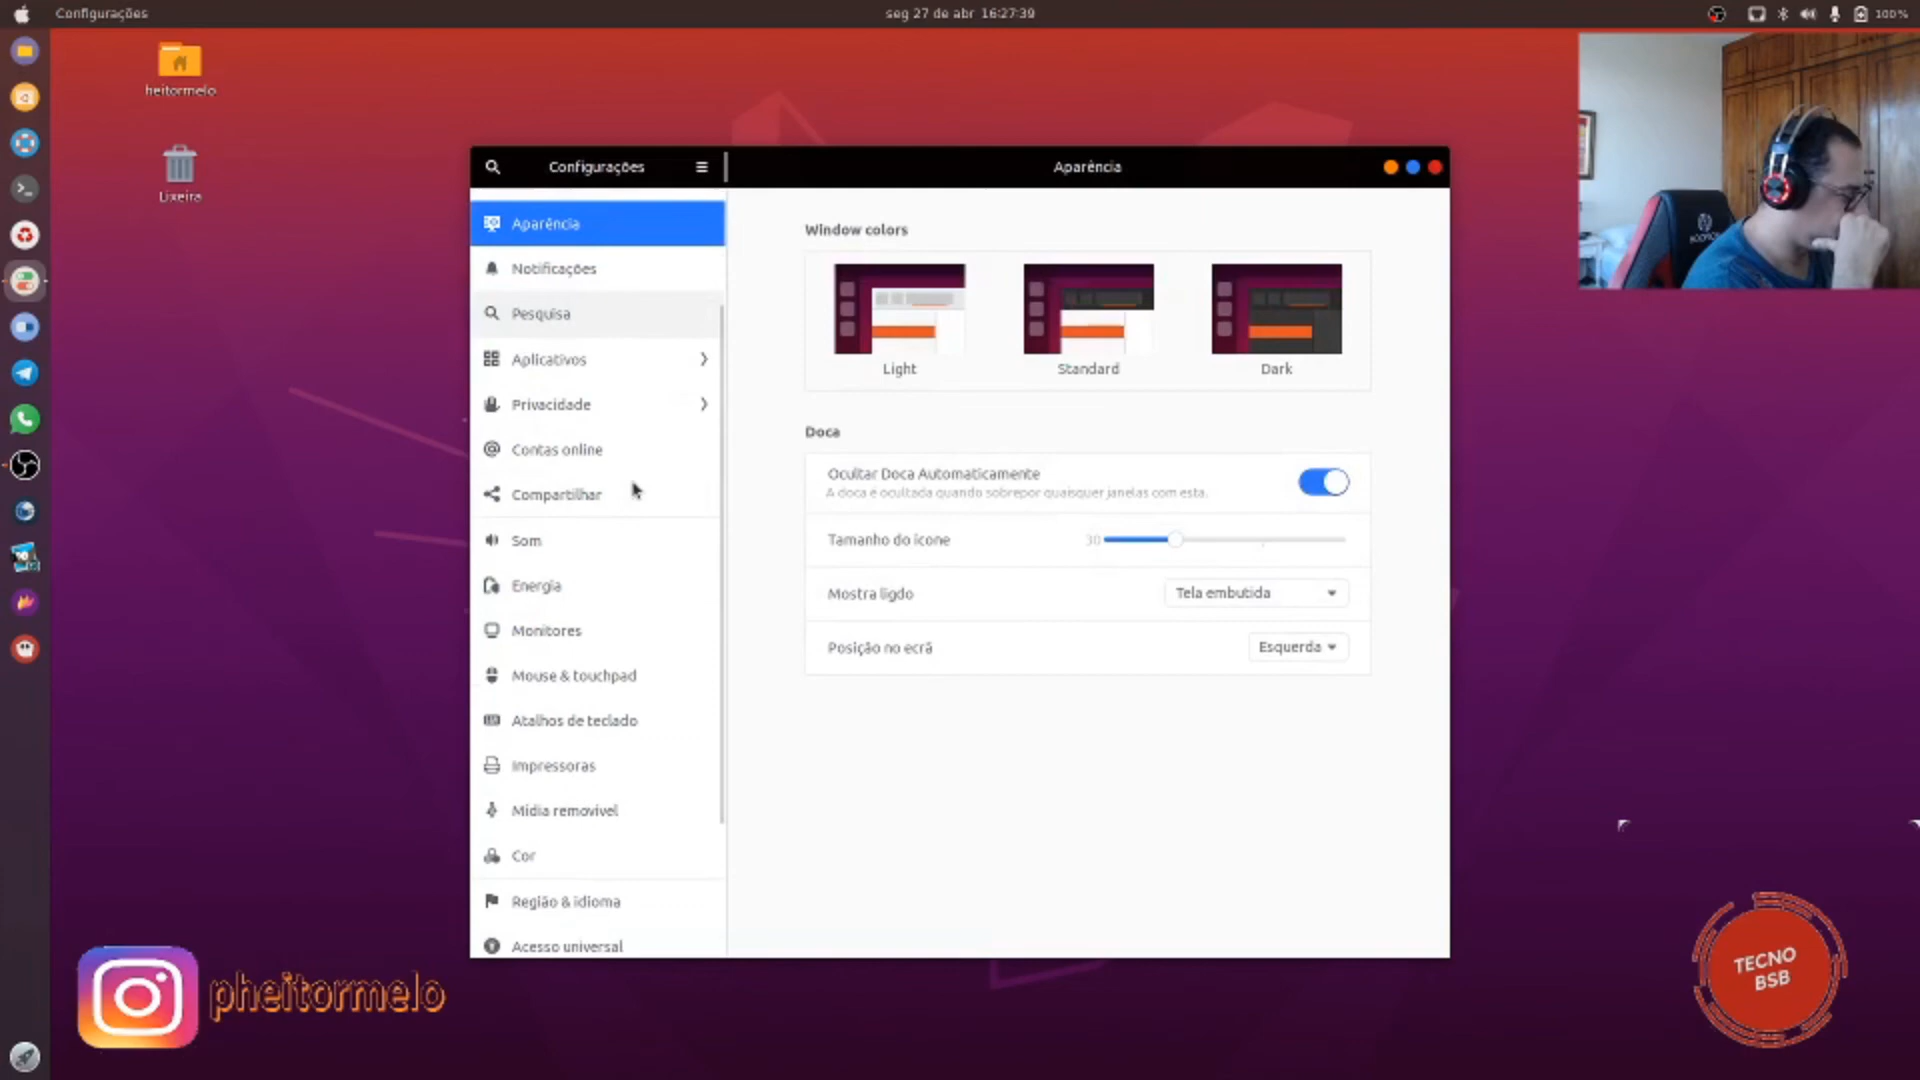 Configurações
seg 27 de abr 16:27:39
100%
heitormelo
Lixeira
Configurações
Aparência
Aparência
Notificações
Pesquisa
Aplicativos
Privacidade
Contas online
Compartilhar
Som
Energia
Monitores
Mouse & touchpad
Atalhos de teclado
Impressoras
Mídia removível
Cor
Região & idioma
Acesso universal
Window colors
Light
Standard
Dark
Doca
Ocultar Doca Automaticamente
A doca é ocultada quando sobrepor quaisquer janelas com esta.
Tamanho do ícone
30
Mostra ligdo
Tela embutida
Posição no ecrã
Esquerda
pheitormelo
TECNO
BSB